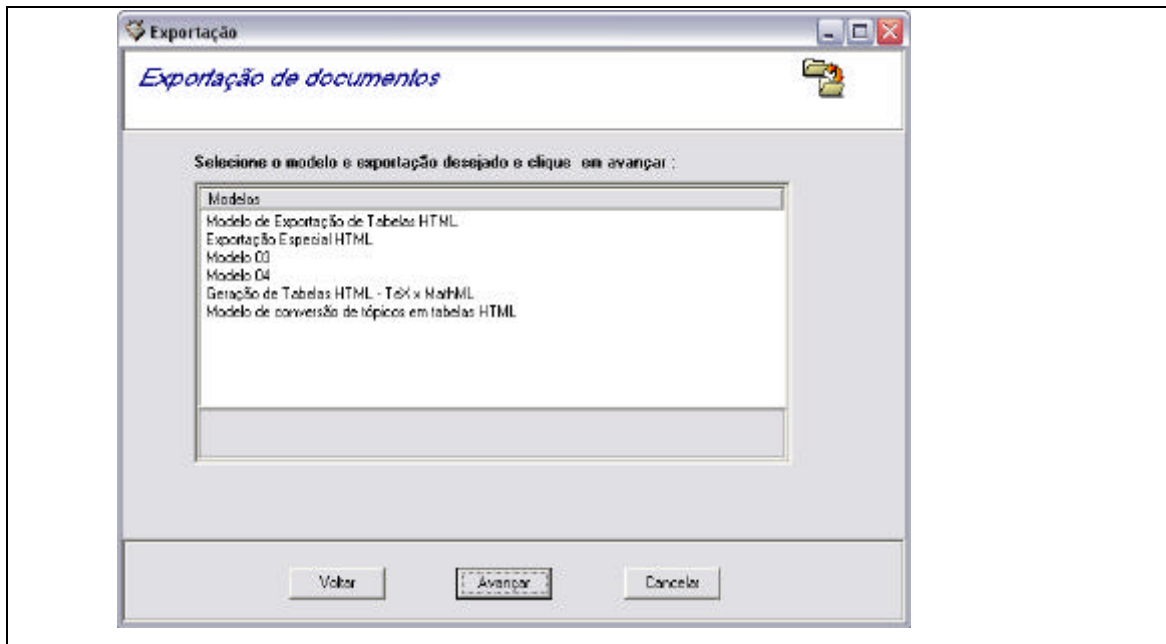 Exportação
Exportação de documentos
Selecione o modelo e exportação desejado e clique em avançar :
Modelos
Modelo de Exportação de Tabelas HTML
Exportação Especial HTML
Modelo 03
Modelo 04
Geração de Tabelas HTML - TeX x MathML
Modelo de conversão de tópicos em tabelas HTML
Voltar
Avançar
Cancelar